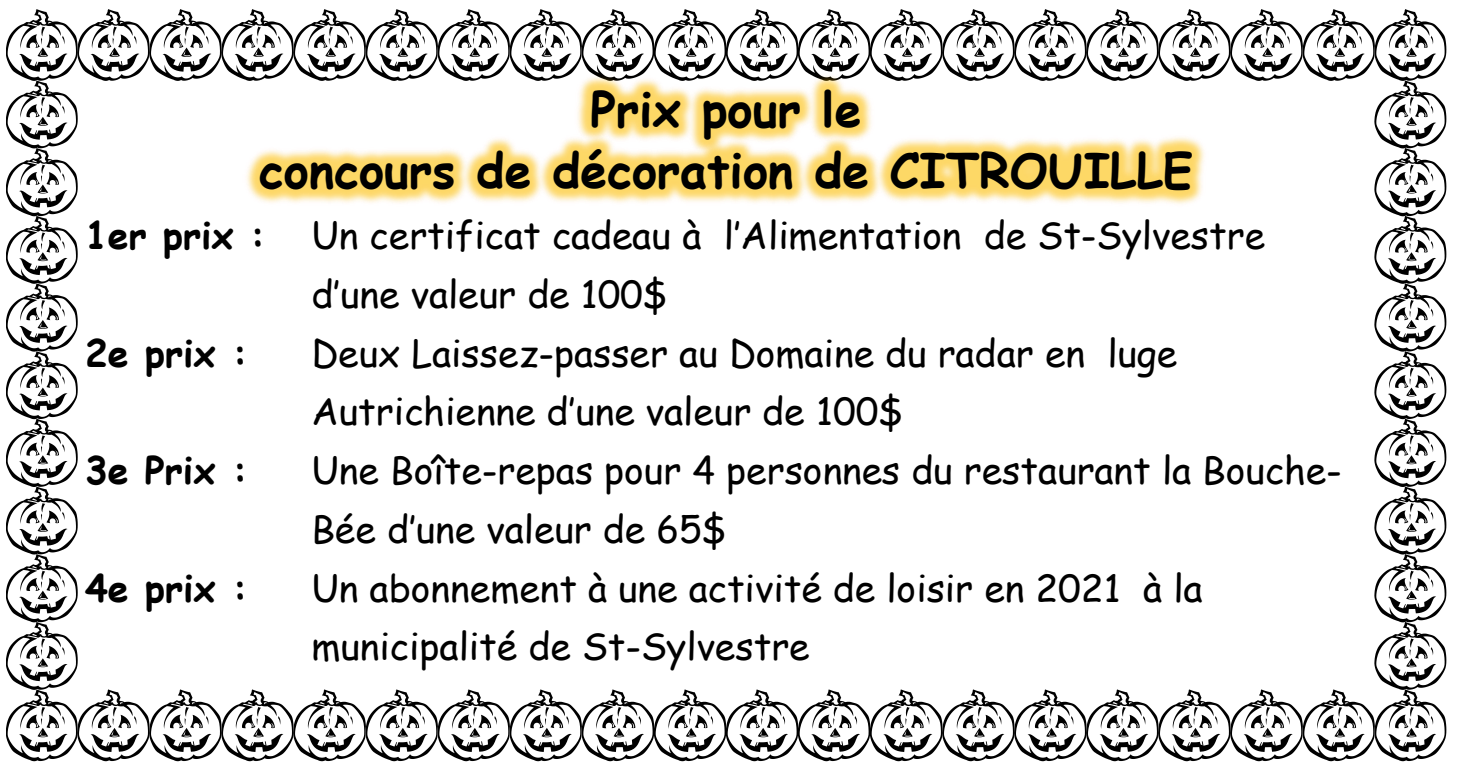 Prix pour le
concours de décoration de CITROUILLE
1er prix : Un certificat cadeau à l'Alimentation de St-Sylvestre
d'une valeur de 100$
2e prix : Deux Laissez-passer au Domaine du radar en luge
Autrichienne d'une valeur de 100$
3e Prix : Une Boîte-repas pour 4 personnes du restaurant la Bouche-
Bée d'une valeur de 65$
4e prix : Un abonnement à une activité de loisir en 2021 à la
municipalité de St-Sylvestre